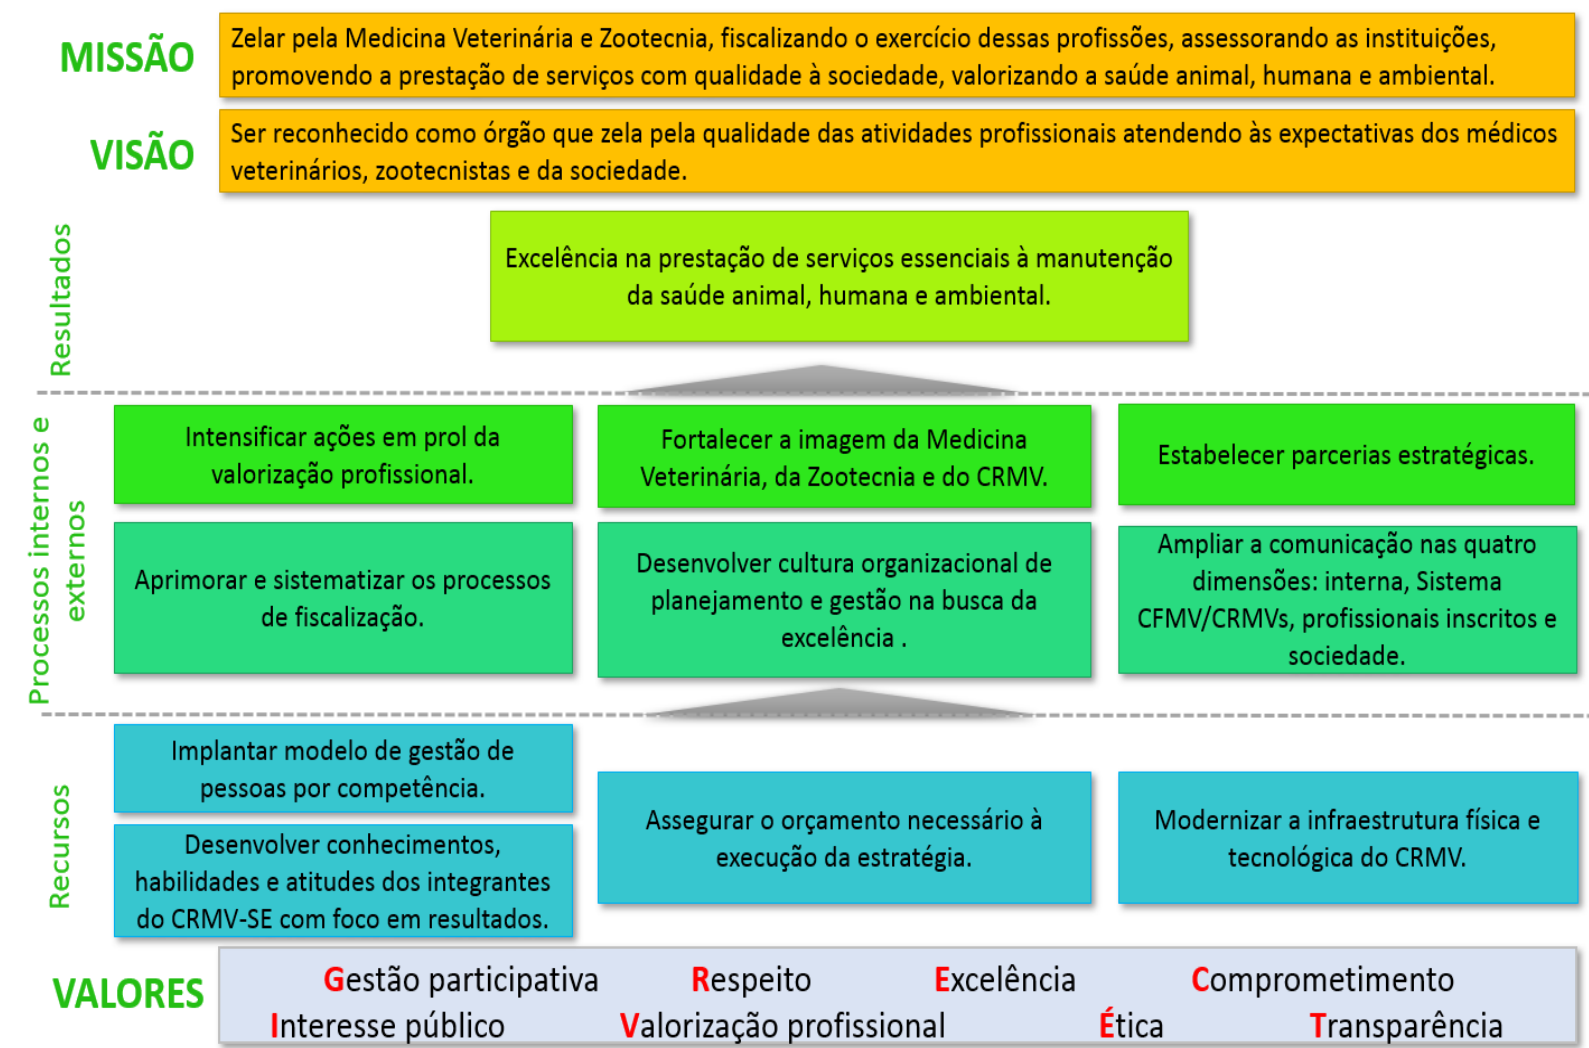 MISSÃO
Zelar pela Medicina Veterinária e Zootecnia, fiscalizando o exercício dessas profissões, assessorando as instituições,
promovendo a prestação de serviços com qualidade à sociedade, valorizando a saúde animal, humana e ambiental.
VISÃO
Ser reconhecido como órgão que zela pela qualidade das atividades profissionais atendendo às expectativas dos médicos
veterinários, zootecnistas e da sociedade.
Resultados
Excelência na prestação de serviços essenciais à manutenção
da saúde animal, humana e ambiental.
Processos internos e
externos
Intensificar ações em prol da
valorização profissional.
Fortalecer a imagem da Medicina
Veterinária, da Zootecnia e do CRMV.
Estabelecer parcerias estratégicas.
Aprimorar e sistematizar os processos
de fiscalização.
Desenvolver cultura organizacional de
planejamento e gestão na busca da
excelência .
Ampliar a comunicação nas quatro
dimensões: interna, Sistema
CFMV/CRMVs, profissionais inscritos e
sociedade.
Recursos
Implantar modelo de gestão de
pessoas por competência.
Desenvolver conhecimentos,
habilidades e atitudes dos integrantes
do CRMV-SE com foco em resultados.
Assegurar o orçamento necessário à
execução da estratégia.
Modernizar a infraestrutura física e
tecnológica do CRMV.
VALORES
Gestão participativa Respeito Excelência Comprometimento
Interesse público Valorização profissional Ética Transparência